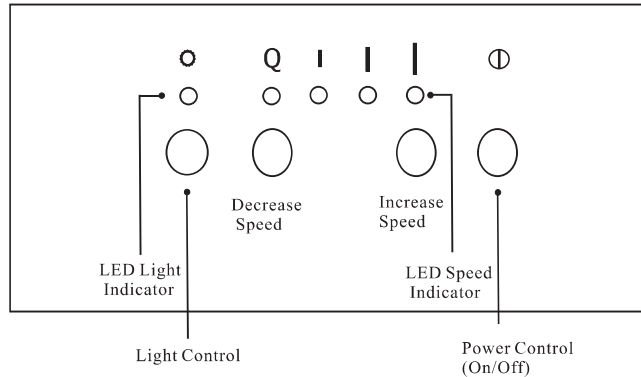 Q
Decrease
Speed
Increase
Speed
LED Light
Indicator
LED Speed
Indicator
Light Control
Power Control
(On/Off)